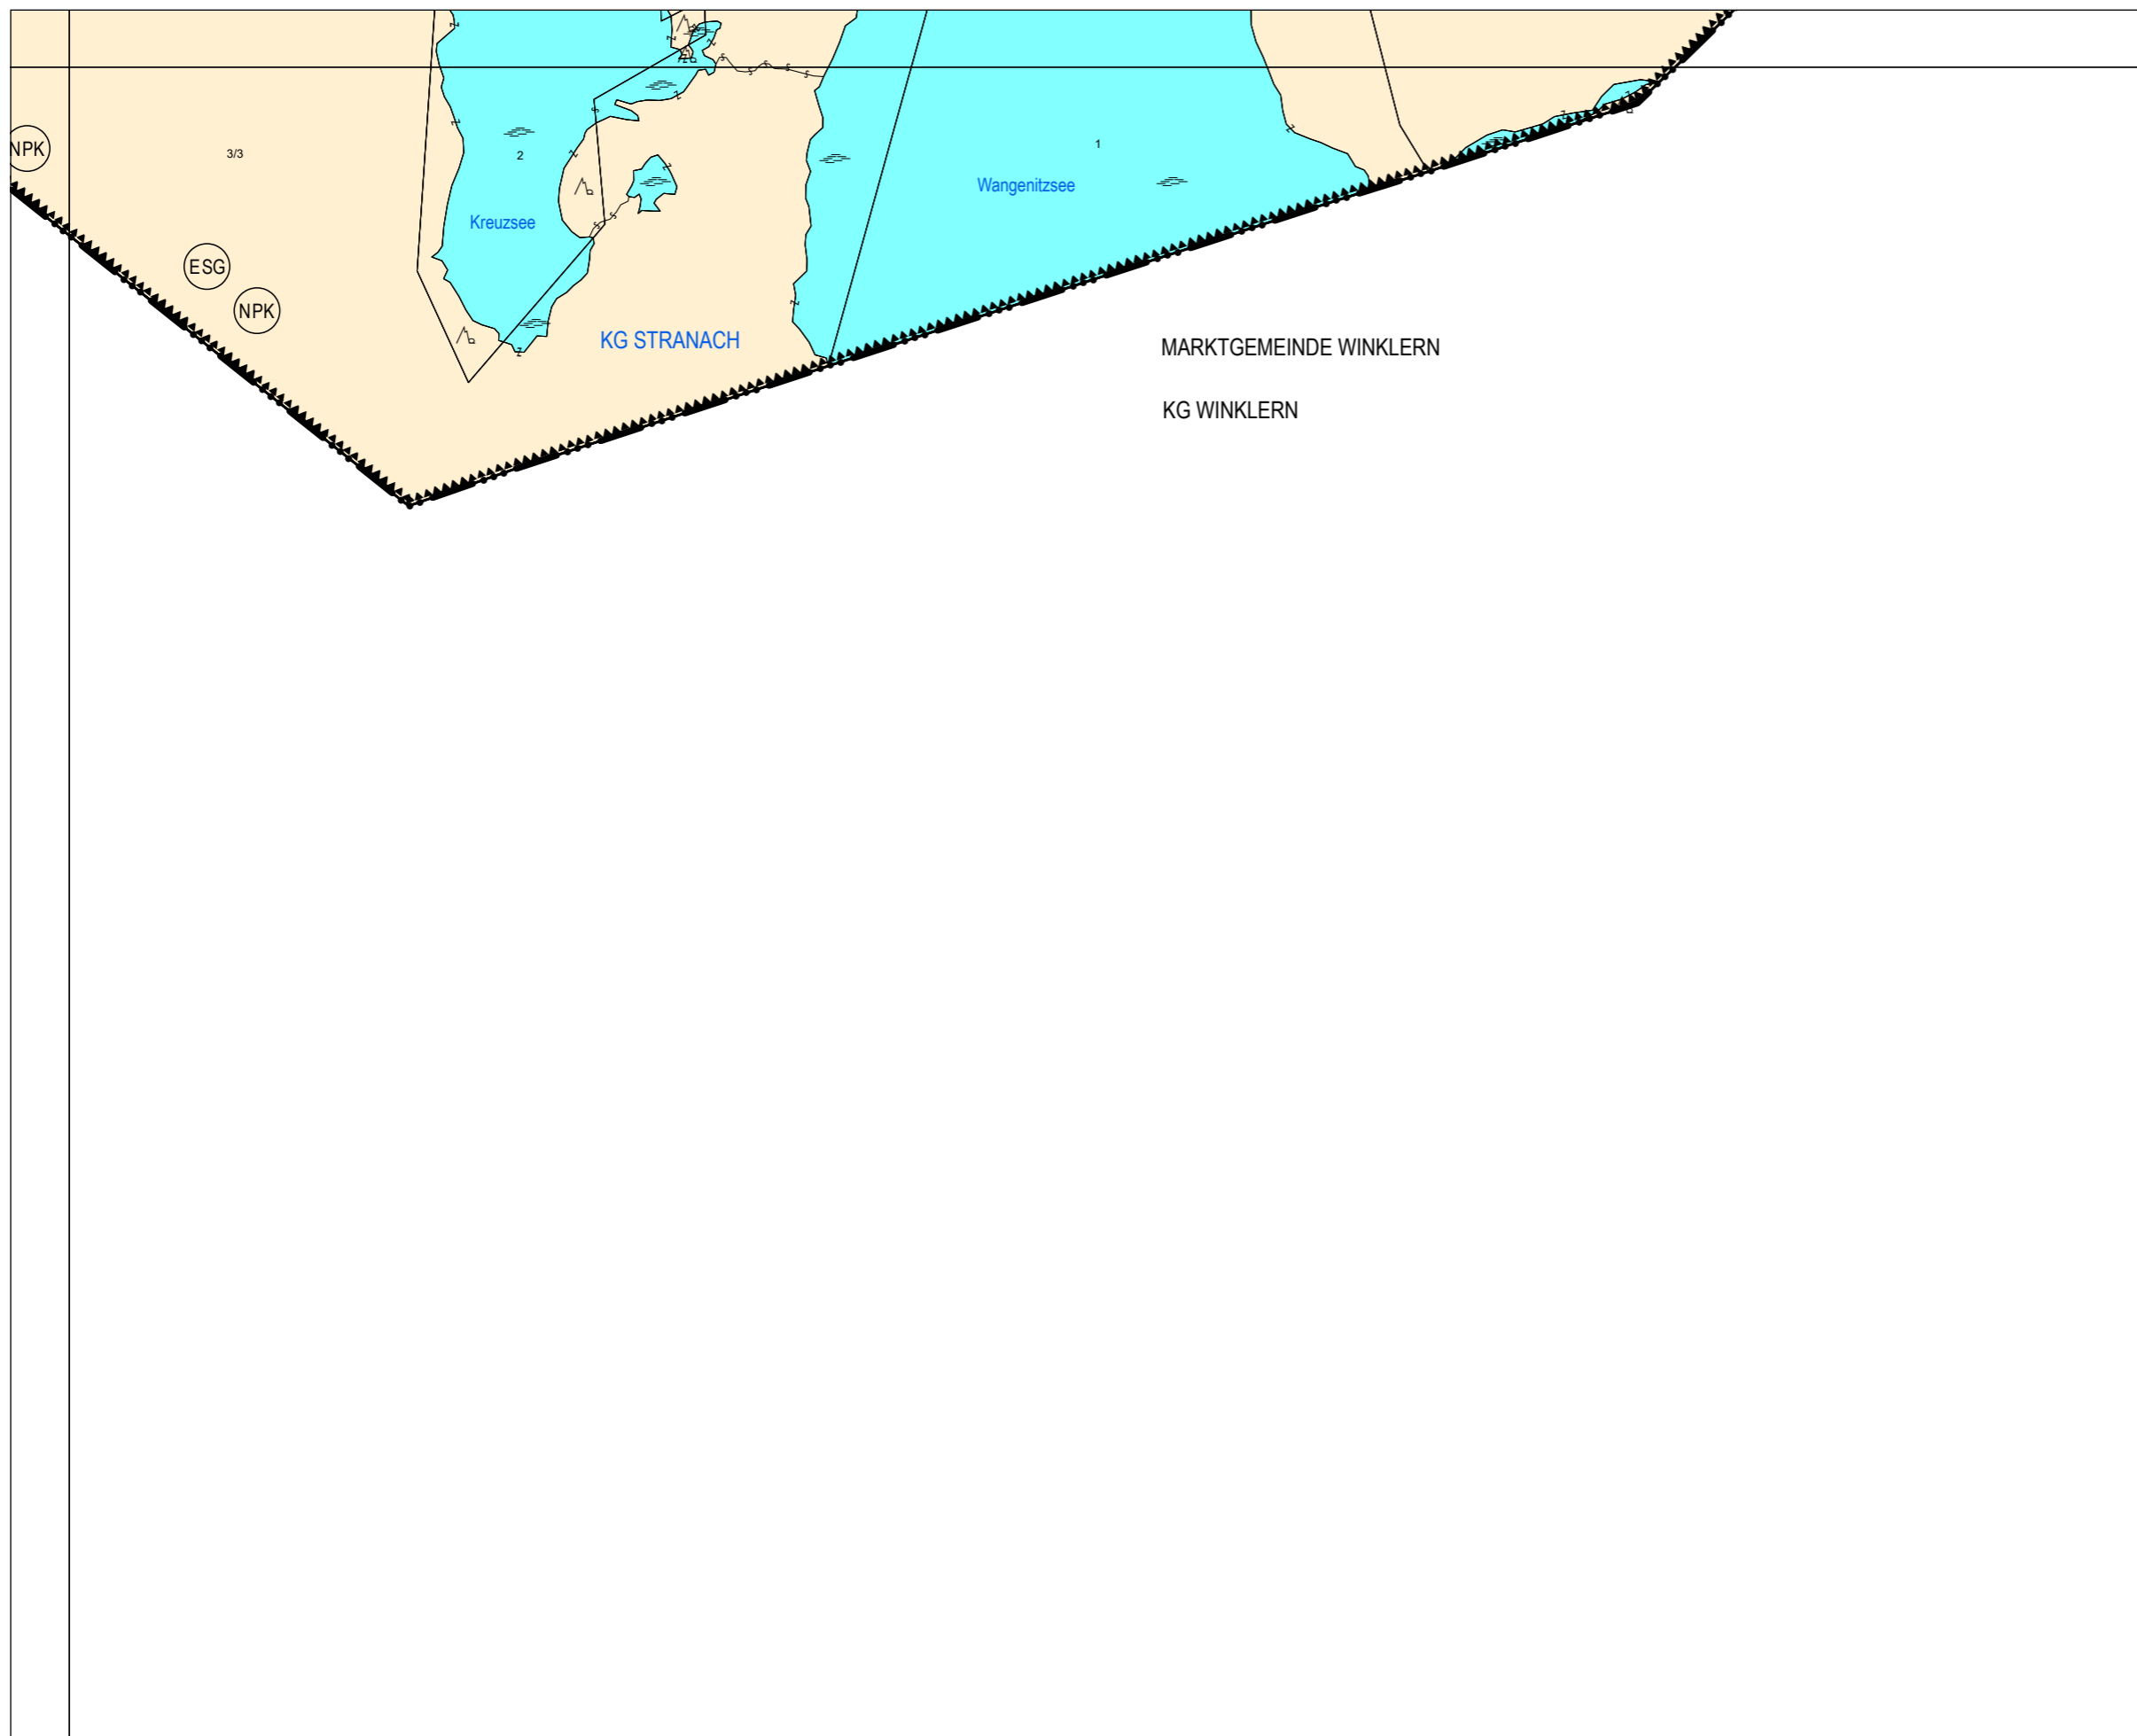 NPK
3/3
2
1
Wangenitzsee
Kreuzsee
ESG
NPK
KG STRANACH
MARKTGEMEINDE WINKLERN
KG WINKLERN